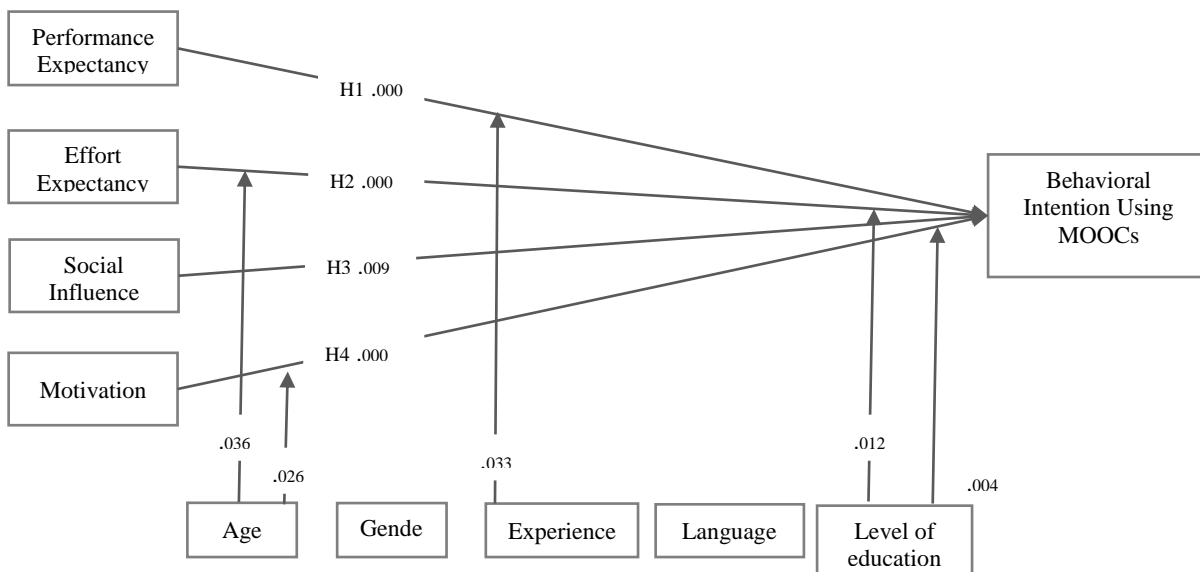 Performance
Expectancy
H1 .000
Effort
Expectancy
H2 .000
Behavioral
Intention Using
MOOCs
Social
Influence
H3 .009
H4 .000
Motivation
.036
.026
.033
.012
.004
Age
Gende
Experience
Language
Level of
education